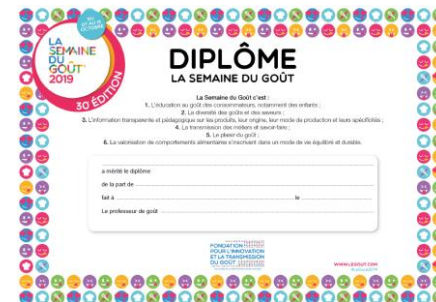 LA
SEMAINE
DU
GOÛT
2019
30E ÉDITION
DIPLÔME
LA SEMAINE DU GOÛT
La Semaine du Goût c'est :
1. L'éducation au goût des consommateurs, notamment des enfants ;
2. La diversité des goûts et des saveurs ;
3. L'information transparente et pédagogique sur les produits, leur origine, leur mode de production et leurs spécificités ;
4. La transmission des métiers et savoir-faire ;
5. Le plaisir du goût ;
6. La valorisation de comportements alimentaires s'inscrivant dans un mode de vie équilibré et durable.
a mérité le diplôme
de la part de
fait à le
Le professeur de goût
FONDATION
POUR L'INNOVATION
ET LA TRANSMISSION
DU GOÛT
WWW.LEGOUT.COM